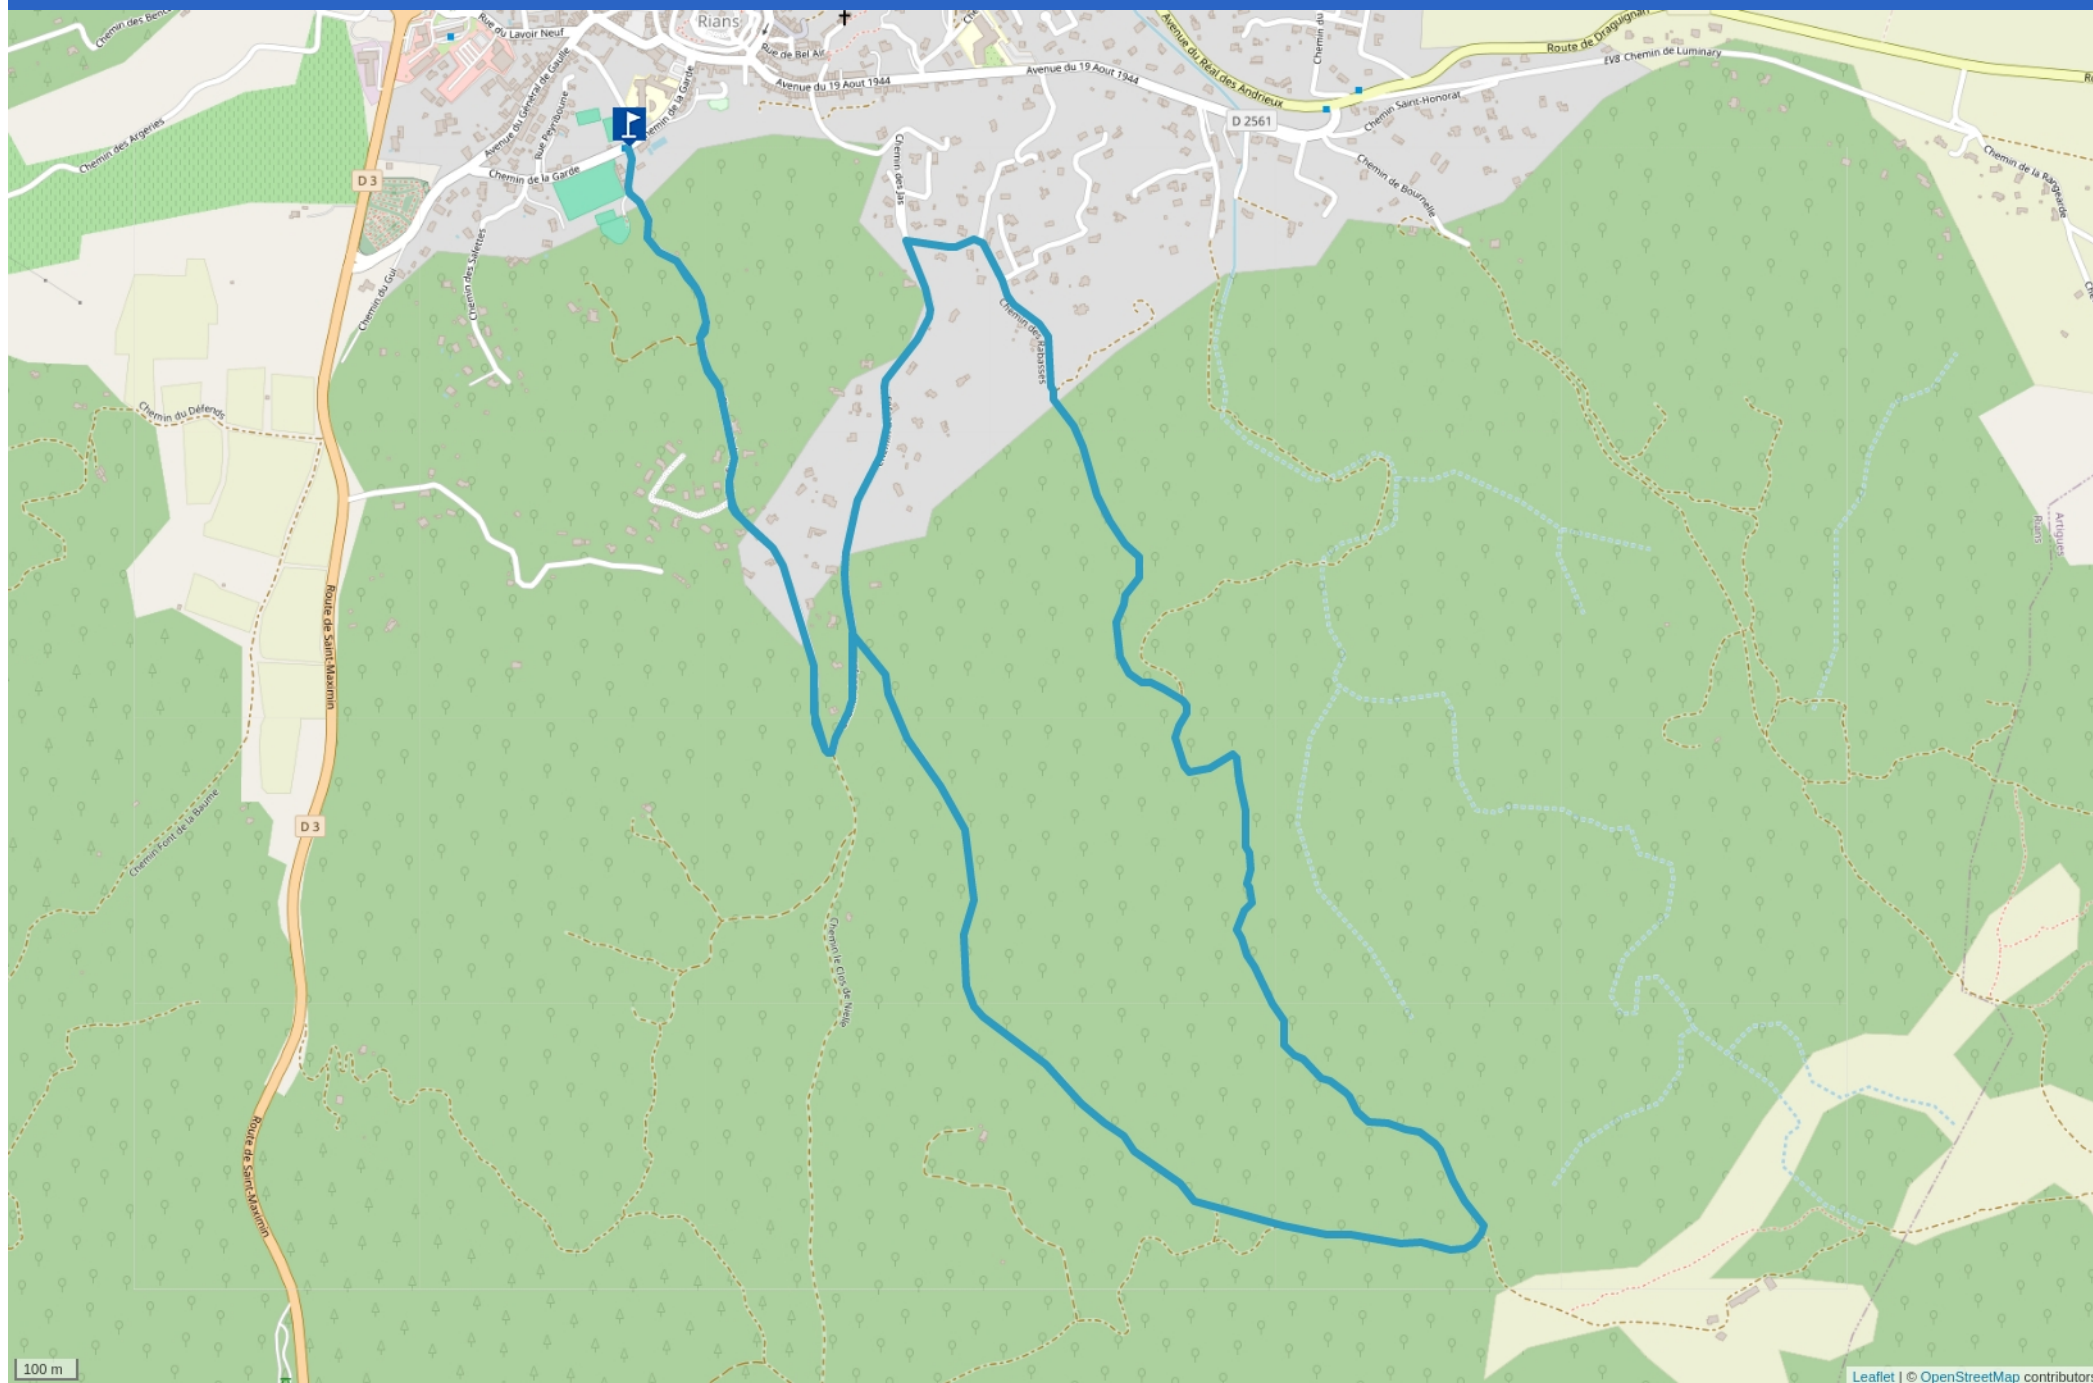 Rians
Rue du Lavoir Neuf
Rue de Bel Air
Chemin du
Route de Draguignan
Avenue du Réal des Andrieux
EV8 Chemin de Luminary
Avenue du Général de Gaulle
Chemin de la Garde
Avenue du 19 Aout 1944
Avenue du 19 Aout 1944
Chemin Saint-Honorat
D 2561
Chemin des Argeries
Rue Peyriboune
Chemin des Jas
Chemin de Bournelle
Chemin de la Rangearde
D 3
Chemin de la Garde
Chemin des Salettes
Chemin du Gui
Chemin des Rabasses
Chemin du Défends
Rians
Artigues
Route de Saint-Maximin
D 3
Chemin Font de la Baume
Chemin le Clos de Nielle
Route de Saint-Maximin
100 m
Leaflet | © OpenStreetMap contributors